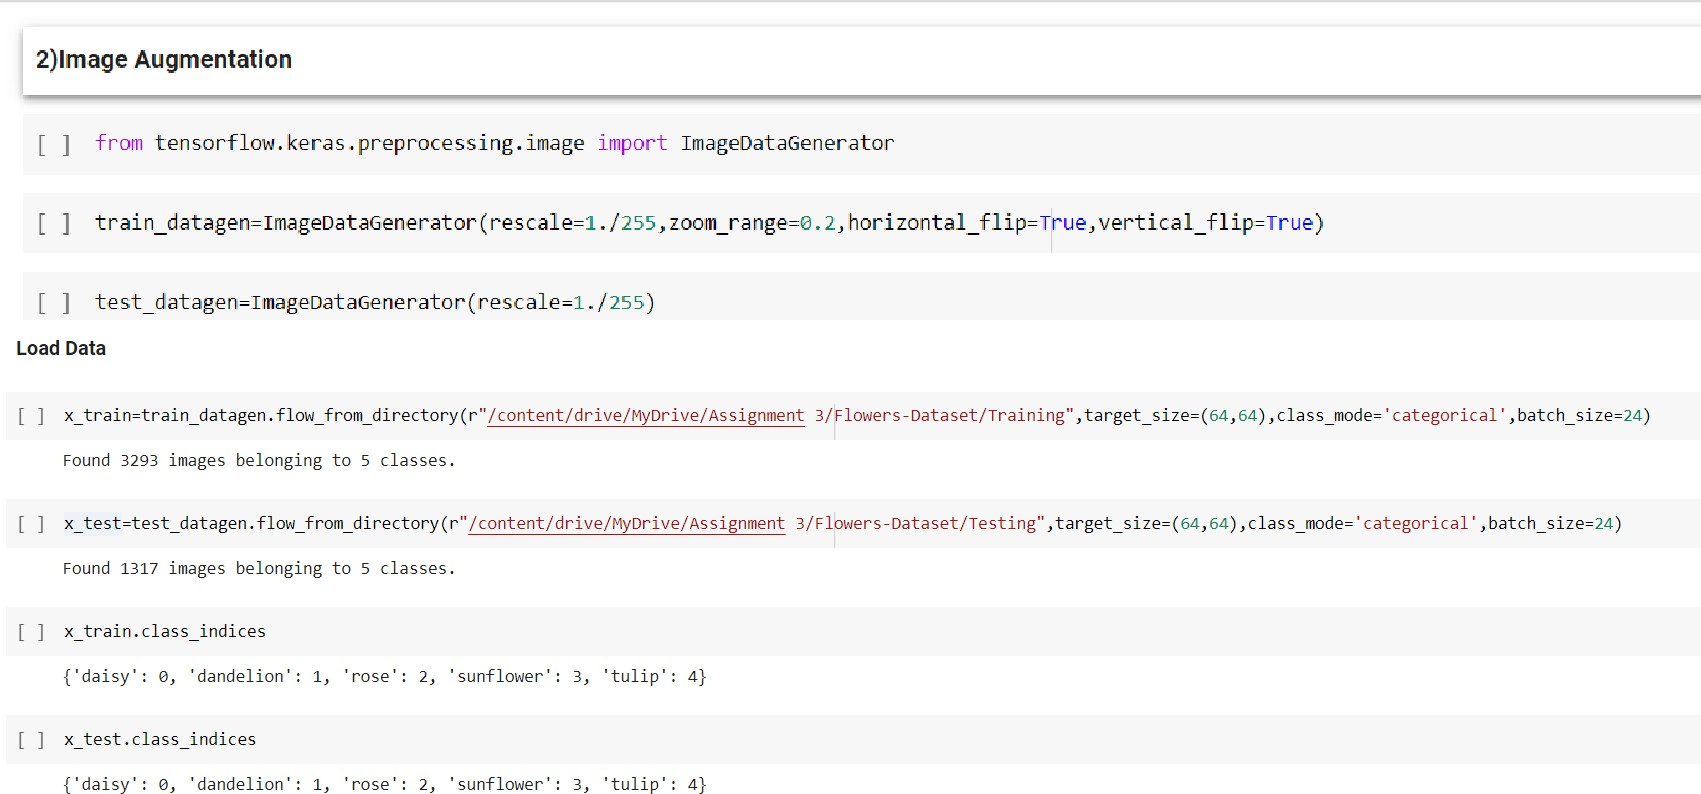 2)Image Augmentation
[ ] from tensorflow.keras.preprocessing.image import ImageDataGenerator
[ ] train_datagen=ImageDataGenerator(rescale=1./255,zoom_range=0.2,horizontal_flip=True,vertical_flip=True)
[ ] test_datagen=ImageDataGenerator(rescale=1./255)
Load Data
[ ] x_train=train_datagen.flow_from_directory(r"/content/drive/MyDrive/Assignment 3/Flowers-Dataset/Training",target_size=(64,64),class_mode='categorical',batch_size=24)
Found 3293 images belonging to 5 classes.
[ ] x_test=test_datagen.flow_from_directory(r"/content/drive/MyDrive/Assignment 3/Flowers-Dataset/Testing",target_size=(64,64),class_mode='categorical',batch_size=24)
Found 1317 images belonging to 5 classes.
[ ] x_train.class_indices
{'daisy': 0, 'dandelion': 1, 'rose': 2, 'sunflower': 3, 'tulip': 4}
[ ] x_test.class_indices
{'daisy': 0, 'dandelion': 1, 'rose': 2, 'sunflower': 3, 'tulip': 4}